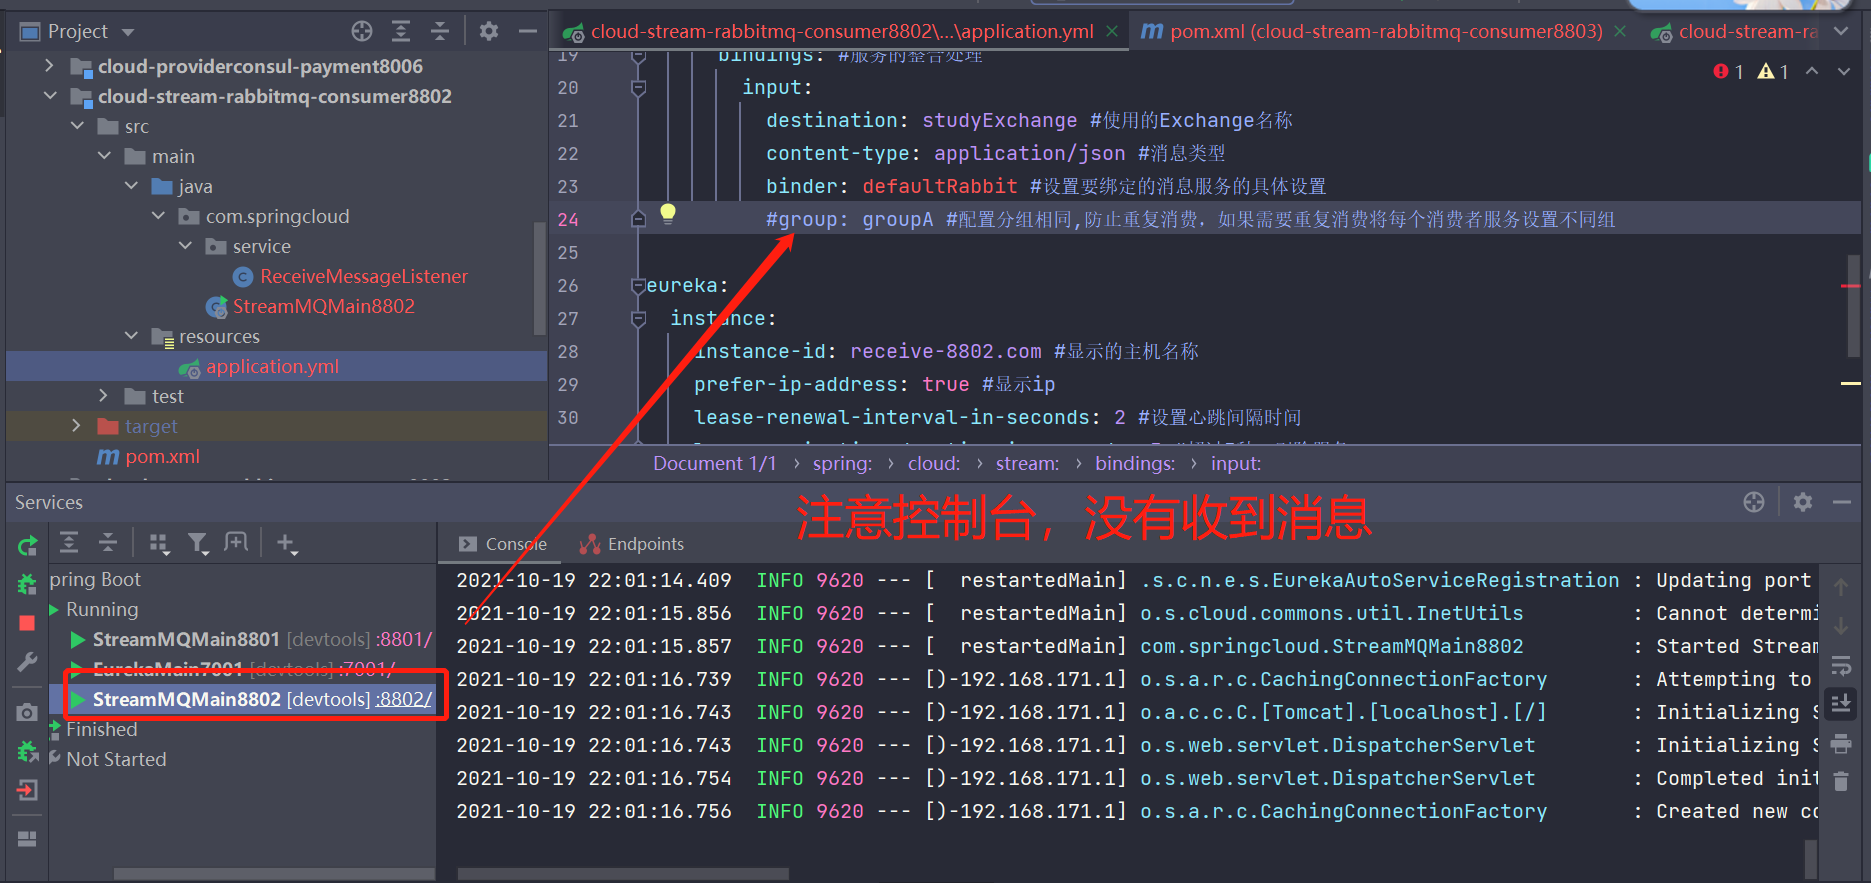 Project
cloud-stream-rabbitmq-consumer8802\...\application.yml
pom.xml (cloud-stream-rabbitmq-consumer8803)
cloud-stream-ra
cloud-providerconsul-payment8006
cloud-stream-rabbitmq-consumer8802
src
main
java
com.springcloud
service
ReceiveMessageListener
StreamMQMain8802
resources
application.yml
test
target
pom.xml
1 1
19 bindings: #服务的整合处理
20 input:
21 destination: studyExchange #使用的Exchange名称
22 content-type: application/json #消息类型
23 binder: defaultRabbit #设置要绑定的消息服务的具体设置
24 #group: groupA #配置分组相同,防止重复消费，如果需要重复消费将每个消费者服务设置不同组
25
26 eureka:
27 instance:
28 instance-id: receive-8802.com #显示的主机名称
29 prefer-ip-address: true #显示ip
30 lease-renewal-interval-in-seconds: 2 #设置心跳间隔时间
Document 1/1 › spring: › cloud: › stream: › bindings: › input:
Services
注意控制台，没有收到消息
Console
Endpoints
pring Boot
Running
StreamMQMain8801 [devtools] :8801/
EurekaMain7001 [devtools] :7001/
StreamMQMain8802 [devtools] :8802/
Finished
Not Started
2021-10-19 22:01:14.409 INFO 9620 --- [ restartedMain] .s.c.n.e.s.EurekaAutoServiceRegistration : Updating port
2021-10-19 22:01:15.856 INFO 9620 --- [ restartedMain] o.s.cloud.commons.util.InetUtils : Cannot determi
2021-10-19 22:01:15.857 INFO 9620 --- [ restartedMain] com.springcloud.StreamMQMain8802 : Started Stream
2021-10-19 22:01:16.739 INFO 9620 --- [)-192.168.171.1] o.s.a.r.c.CachingConnectionFactory : Attempting to
2021-10-19 22:01:16.743 INFO 9620 --- [)-192.168.171.1] o.a.c.c.C.[Tomcat].[localhost].[/] : Initializing S
2021-10-19 22:01:16.743 INFO 9620 --- [)-192.168.171.1] o.s.web.servlet.DispatcherServlet : Initializing S
2021-10-19 22:01:16.754 INFO 9620 --- [)-192.168.171.1] o.s.web.servlet.DispatcherServlet : Completed init
2021-10-19 22:01:16.756 INFO 9620 --- [)-192.168.171.1] o.s.a.r.c.CachingConnectionFactory : Created new co